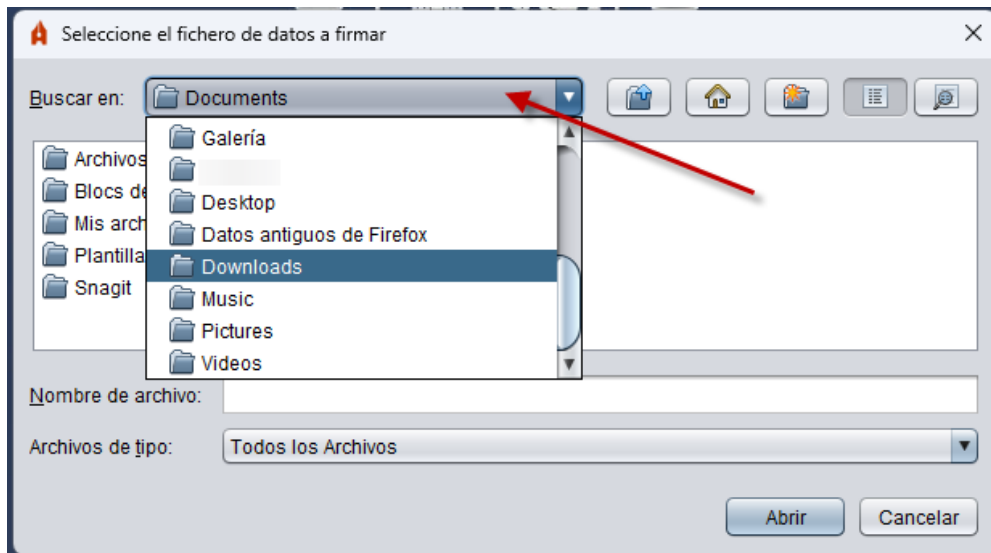 Seleccione el fichero de datos a firmar
Buscar en: Documents
Galería
Desktop
Datos antiguos de Firefox
Downloads
Music
Pictures
Videos
Archivos
Blocs de
Mis arch
Plantilla
Snagit
Nombre de archivo:
Archivos de tipo: Todos los Archivos
Abrir Cancelar